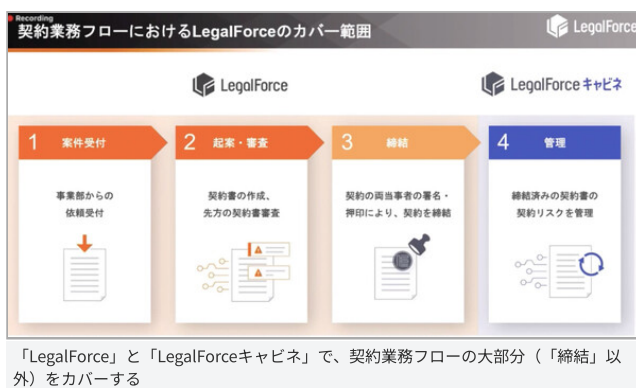 Recording
契約業務フローにおけるLegalForceのカバー範囲
LegalForce
LegalForce
LegalForceキャビネ
1 案件受付
2 起案・審査
3 締結
4 管理
事業部からの
依頼受付
契約書の作成、
先方の契約書審査
契約の両当事者の署名・
押印により、契約を締結
締結済みの契約書の
契約リスクを管理
「LegalForce」と「LegalForceキャビネ」で、契約業務フローの大部分（「締結」以
外）をカバーする